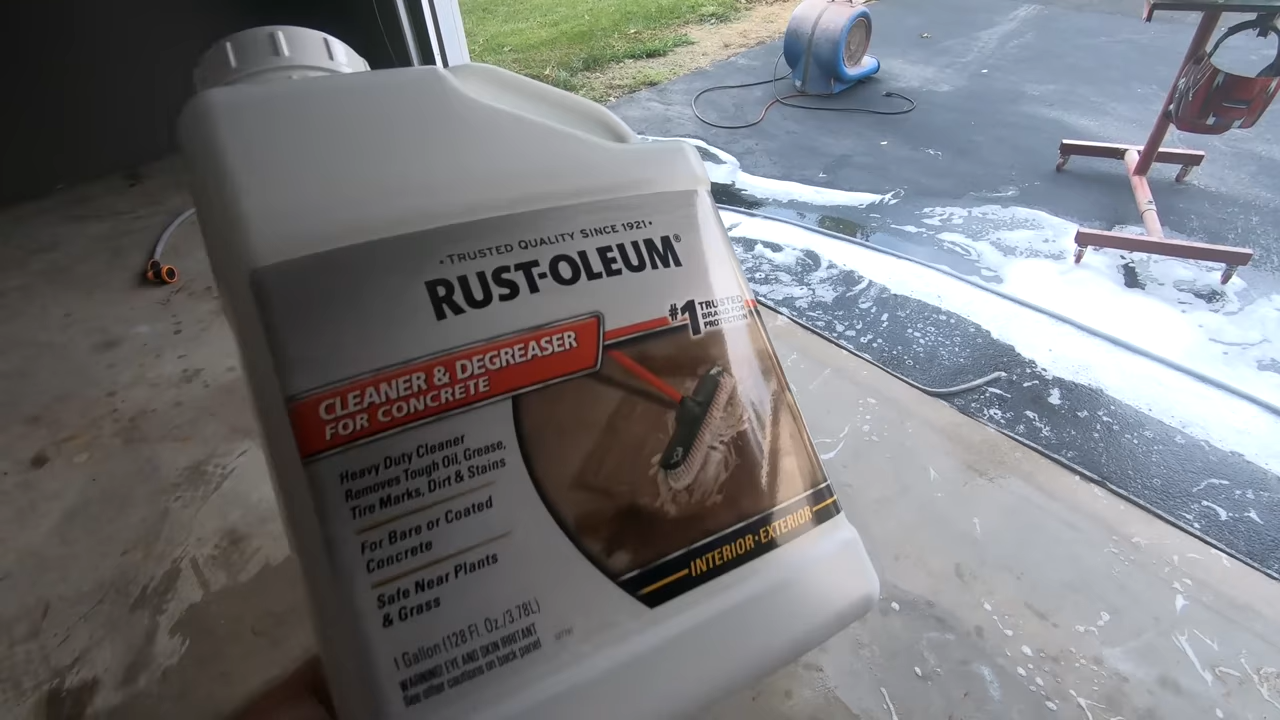 • TRUSTED QUALITY SINCE 1921 •
RUST-OLEUM®
#1 TRUSTED
BRAND FOR
PROTECTION
CLEANER & DEGREASER
FOR CONCRETE
Heavy Duty Cleaner
Removes Tough Oil, Grease,
Tire Marks, Dirt & Stains
For Bare or Coated
Concrete
Safe Near Plants
& Grass
INTERIOR • EXTERIOR
1 Gallon (128 Fl. Oz./3.78L)
WARNING! EYE AND SKIN IRRITANT
See other cautions on back panel